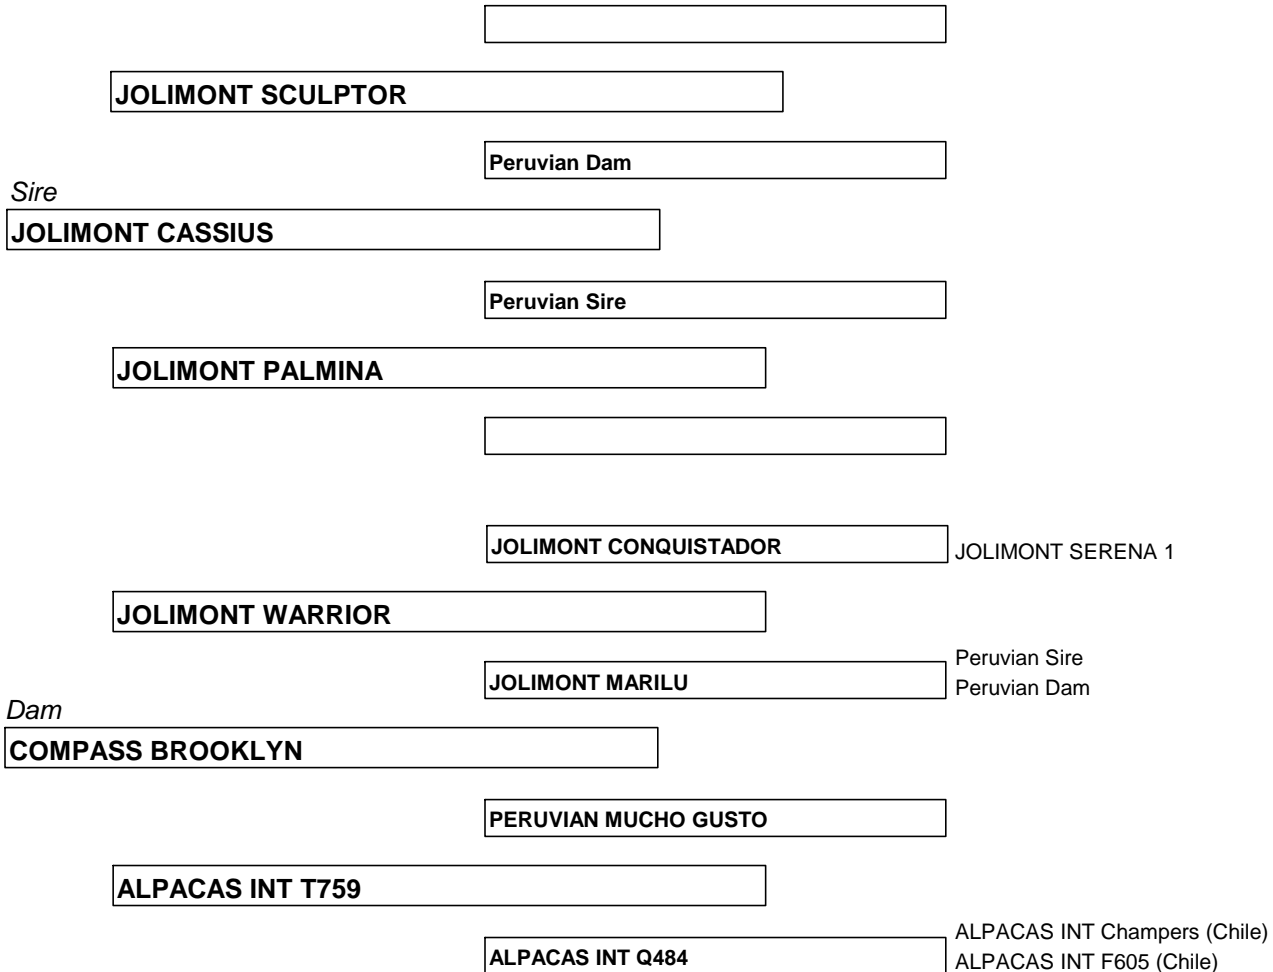 JOLIMONT SCULPTOR
Peruvian Dam
Sire
JOLIMONT CASSIUS
Peruvian Sire
JOLIMONT PALMINA
JOLIMONT CONQUISTADOR
JOLIMONT SERENA 1
JOLIMONT WARRIOR
Peruvian Sire
JOLIMONT MARILU
Peruvian Dam
Dam
COMPASS BROOKLYN
PERUVIAN MUCHO GUSTO
ALPACAS INT T759
ALPACAS INT Champers (Chile)
ALPACAS INT Q484
ALPACAS INT F605 (Chile)